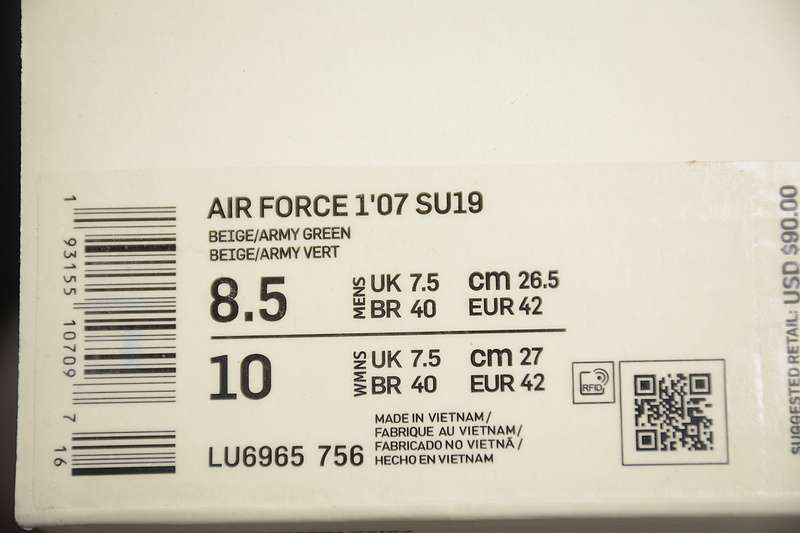 AIR FORCE 1'07 SU19
BEIGE/ARMY GREEN
BEIGE/ARMY VERT
8.5 MENS UK 7.5 cm 26.5
BR 40 EUR 42
10 WMNS UK 7.5 cm 27
BR 40 EUR 42
LU6965 756
MADE IN VIETNAM/
FABRIQUE AU VIETNAM/
FABRICADO NO VIETNÃ/
HECHO EN VIETNAM
RFID
1 93155 10709 7 16
SUGGESTED RETAIL: USD $90.00